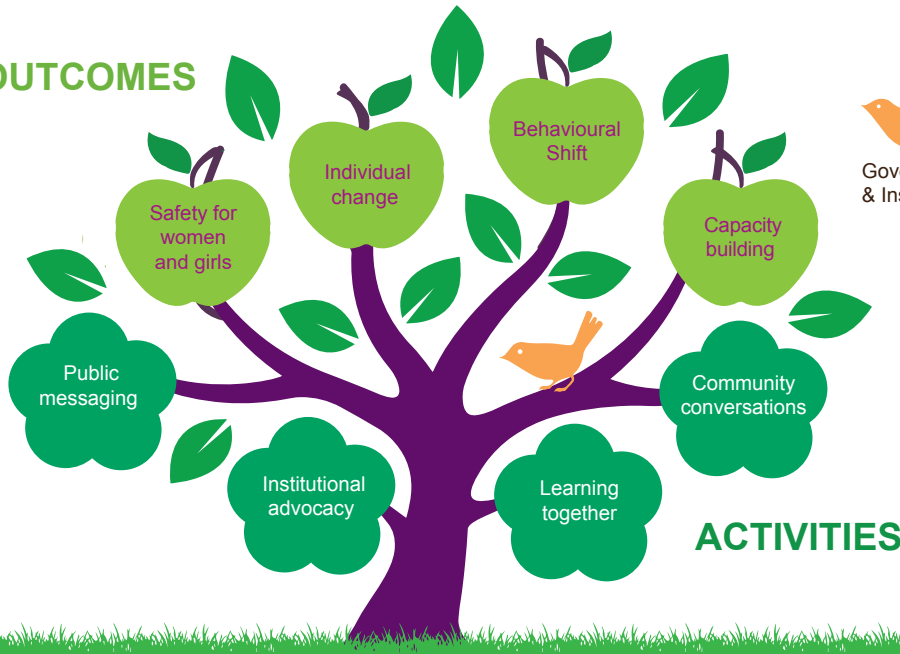 OUTCOMES
Behavioural
Shift
Individual
change
Safety for
women
and girls
Capacity
building
Public
messaging
Community
conversations
Institutional
advocacy
Learning
together
ACTIVITIES
&